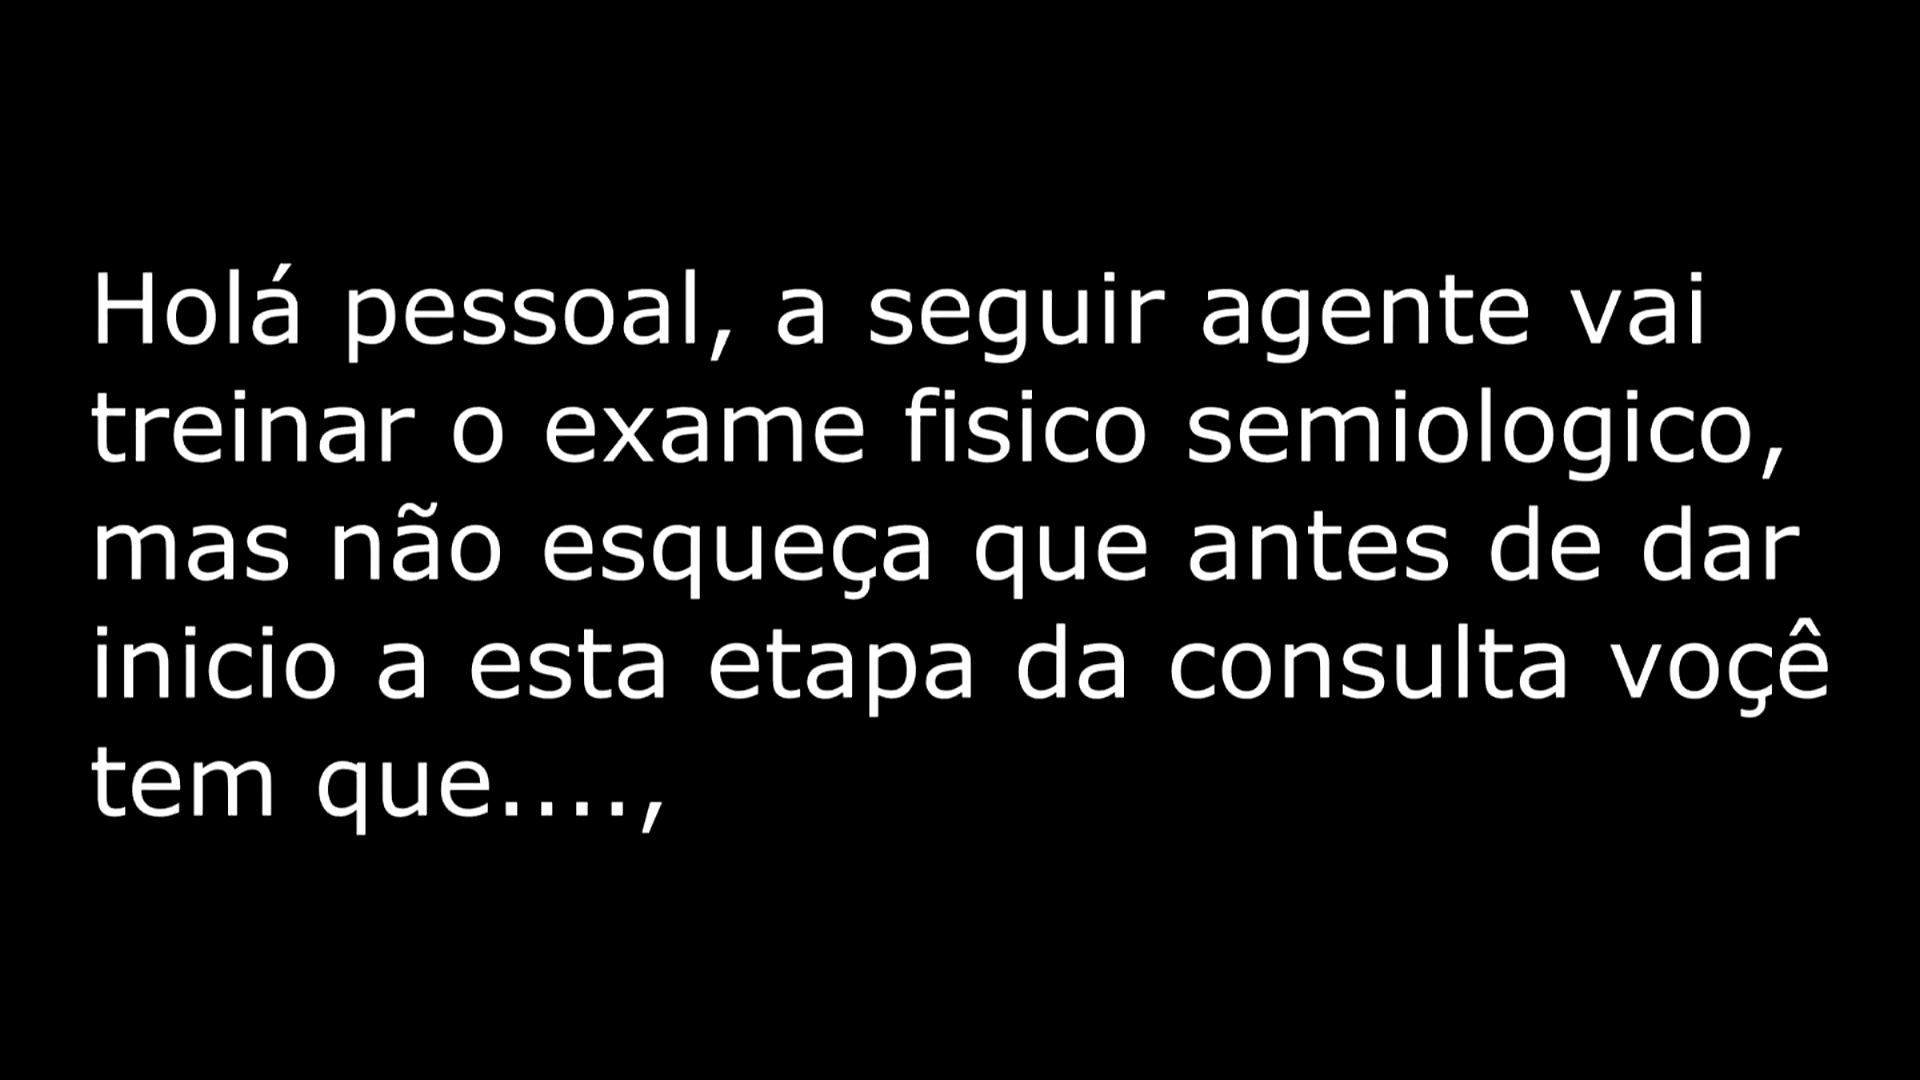 Holá pessoal, a seguir agente vai
treinar o exame fisico semiologico,
mas não esqueça que antes de dar
inicio a esta etapa da consulta voçê
tem que....,